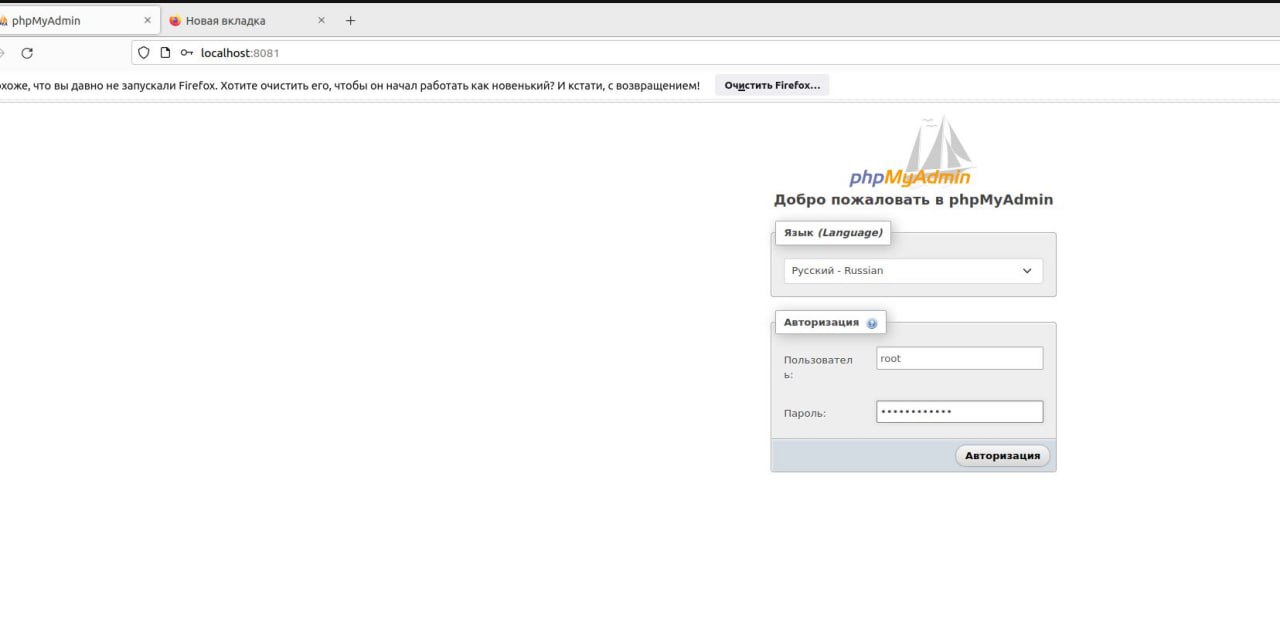 phpMyAdmin
Новая вкладка
localhost:8081
охоже, что вы давно не запускали Firefox. Хотите очистить его, чтобы он начал работать как новенький? И кстати, с возвращением!
Очистить Firefox...
phpMyAdmin
Добро пожаловать в phpMyAdmin
Язык (Language)
Русский - Russian
Авторизация
Пользовател
ь:
root
Пароль:
••••••••••••
Авторизация